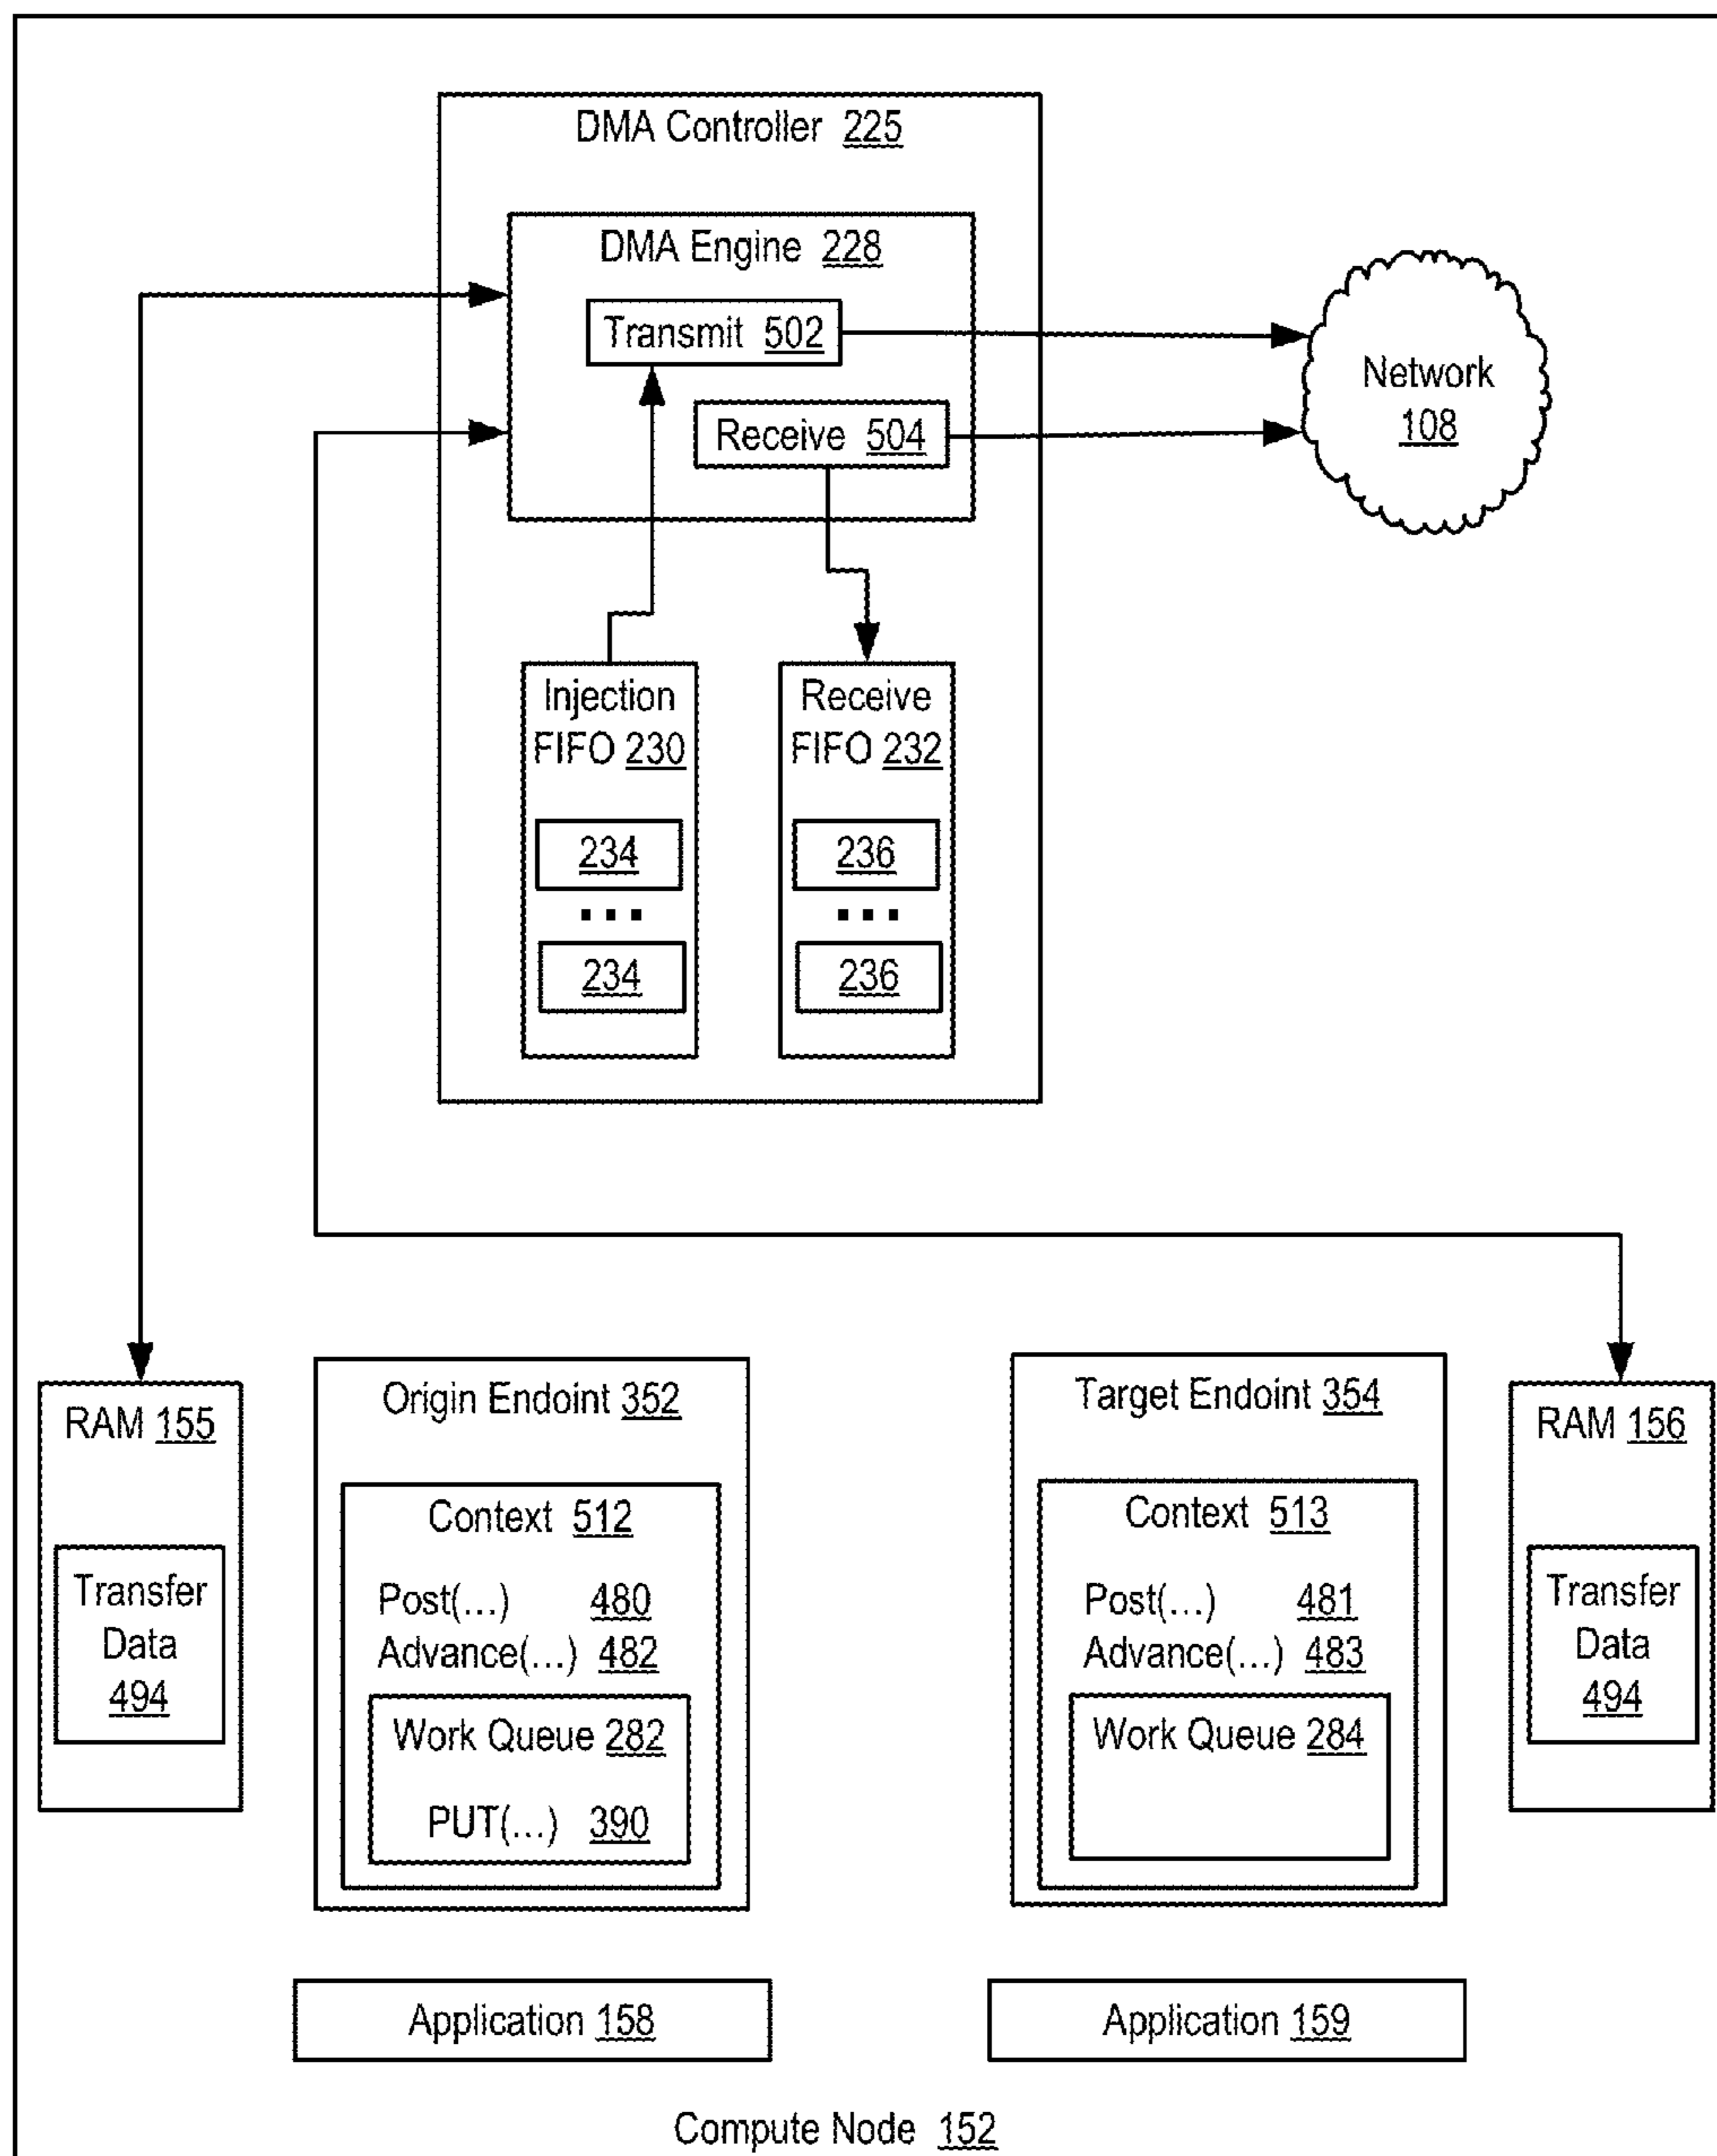 DMA Controller 225
DMA Engine 228
Transmit 502
Receive 504
Network
108
Injection
FIFO 230
234
...
234
Receive
FIFO 232
236
...
236
RAM 155
Transfer
Data
494
Origin Endoint 352
Context 512
Post(...) 480
Advance(...) 482
Work Queue 282
PUT(...) 390
Target Endoint 354
Context 513
Post(...) 481
Advance(...) 483
Work Queue 284
RAM 156
Transfer
Data
494
Application 158
Application 159
Compute Node 152